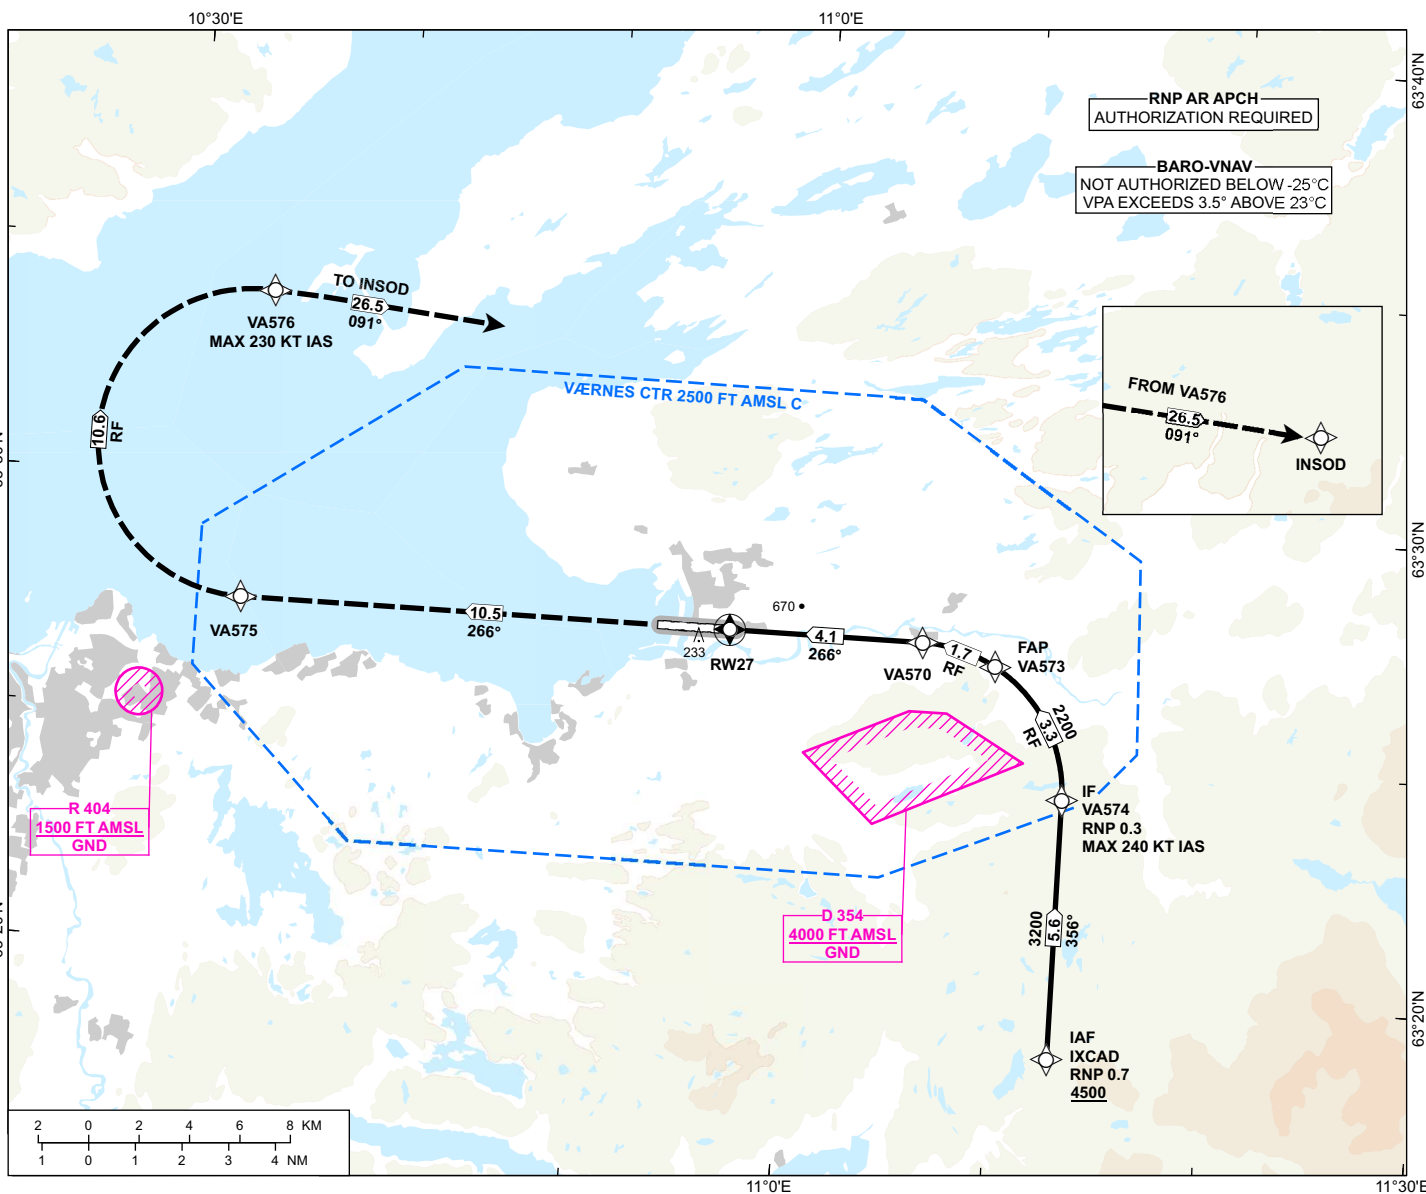 10°30'E
11°0'E
63°40'N
RNP AR APCH
AUTHORIZATION REQUIRED
BARO-VNAV
NOT AUTHORIZED BELOW -25°C
VPA EXCEEDS 3.5° ABOVE 23°C
TO INSOD
26.5
091°
VA576
MAX 230 KT IAS
FROM VA576
26.5
091°
INSOD
VÆRNES CTR 2500 FT AMSL C
10.6
RF
63°30'N
VA575
10.5
266°
233
RW27
670
4.1
266°
VA570
1.7
RF
FAP
VA573
2200
3.3
RF
IF
VA574
RNP 0.3
MAX 240 KT IAS
R 404
1500 FT AMSL
GND
D 354
4000 FT AMSL
GND
3200
5.6
356°
63°20'N
IAF
IXCAD
RNP 0.7
4500
2 0 2 4 6 8 KM
1 0 1 2 3 4 NM
11°0'E
11°30'E